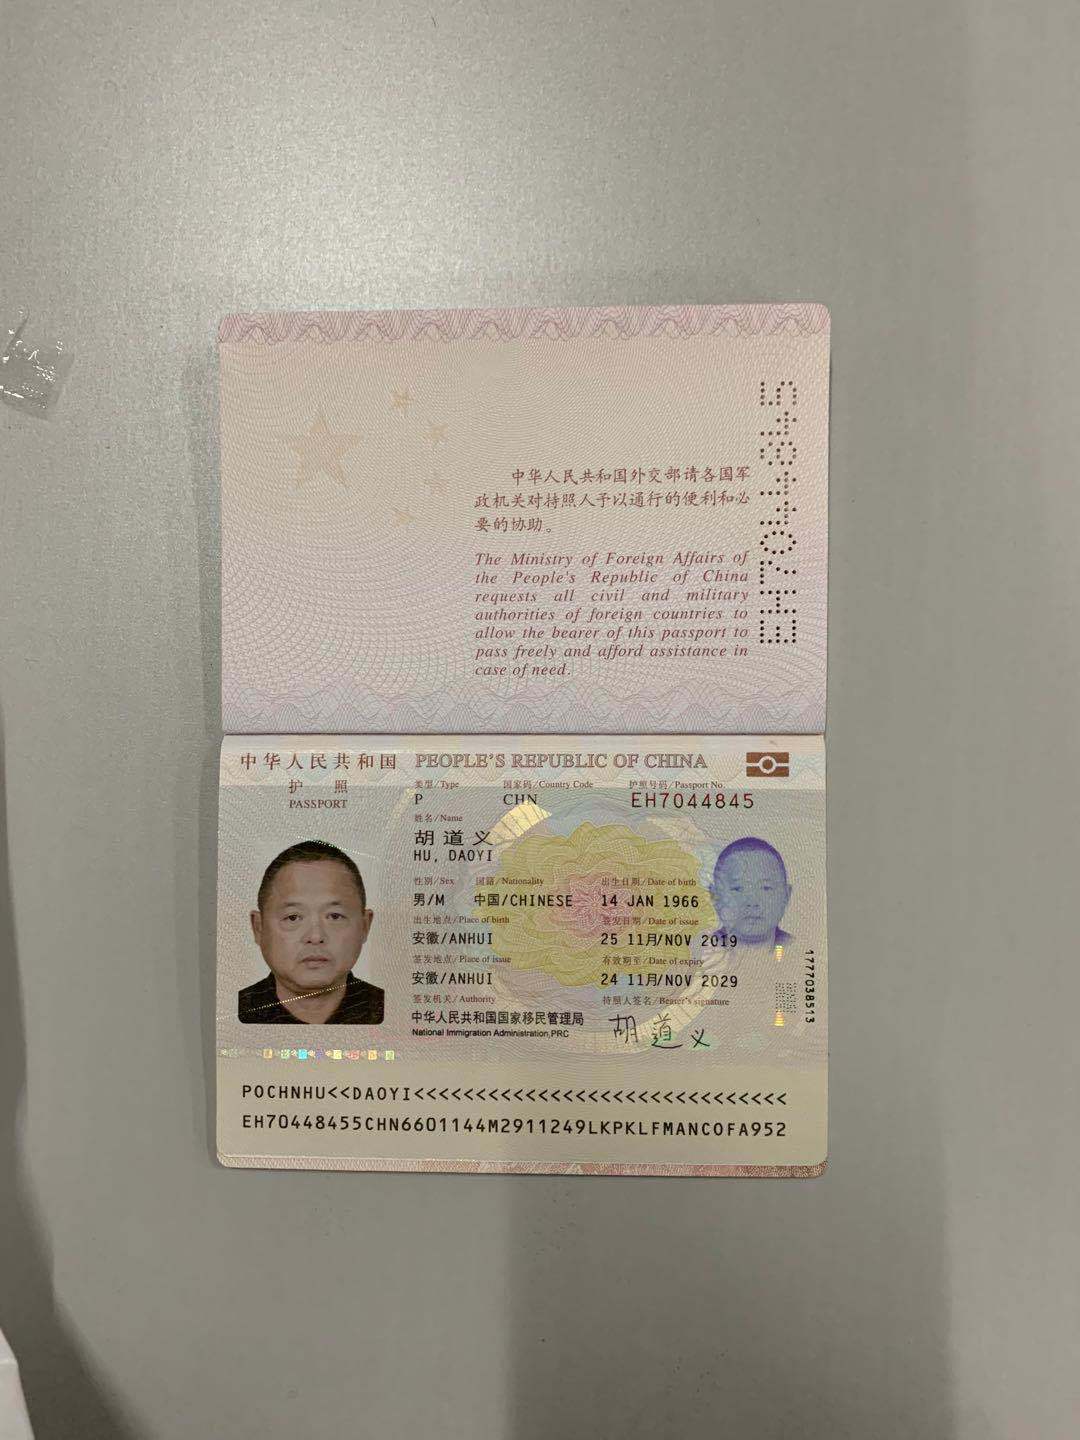 中华人民共和国外交部请各国军
政机关对持照人予以通行的便利和必
要的协助。
The Ministry of Foreign Affairs of
the People's Republic of China
requests all civil and military
authorities of foreign countries to
allow the bearer of this passport to
pass freely and afford assistance in
case of need.
EH7044845
中华人民共和国 PEOPLE'S REPUBLIC OF CHINA
护 照
PASSPORT
类型/Type 国家码/Country Code 护照号码/Passport No.
P CHN EH7044845
姓名/Name
胡道义
HU, DAOYI
性别/Sex 国籍/Nationality 出生日期/Date of birth
男/M 中国/CHINESE 14 JAN 1966
出生地点/Place of birth 签发日期/Date of issue
安徽/ANHUI 25 11月/NOV 2019
签发地点/Place of issue 有效期至/Date of expiry
安徽/ANHUI 24 11月/NOV 2029
签发机关/Authority 持照人签名/Bearer's signature
中华人民共和国国家移民管理局 胡道义
National Immigration Administration,PRC
1777038513
POCHNHU<<DAOYI<<<<<<<<<<<<<<<<<<<<<<<<<<<<<<
EH70448455CHN6601144M2911249LKPKLFMANCOFA952